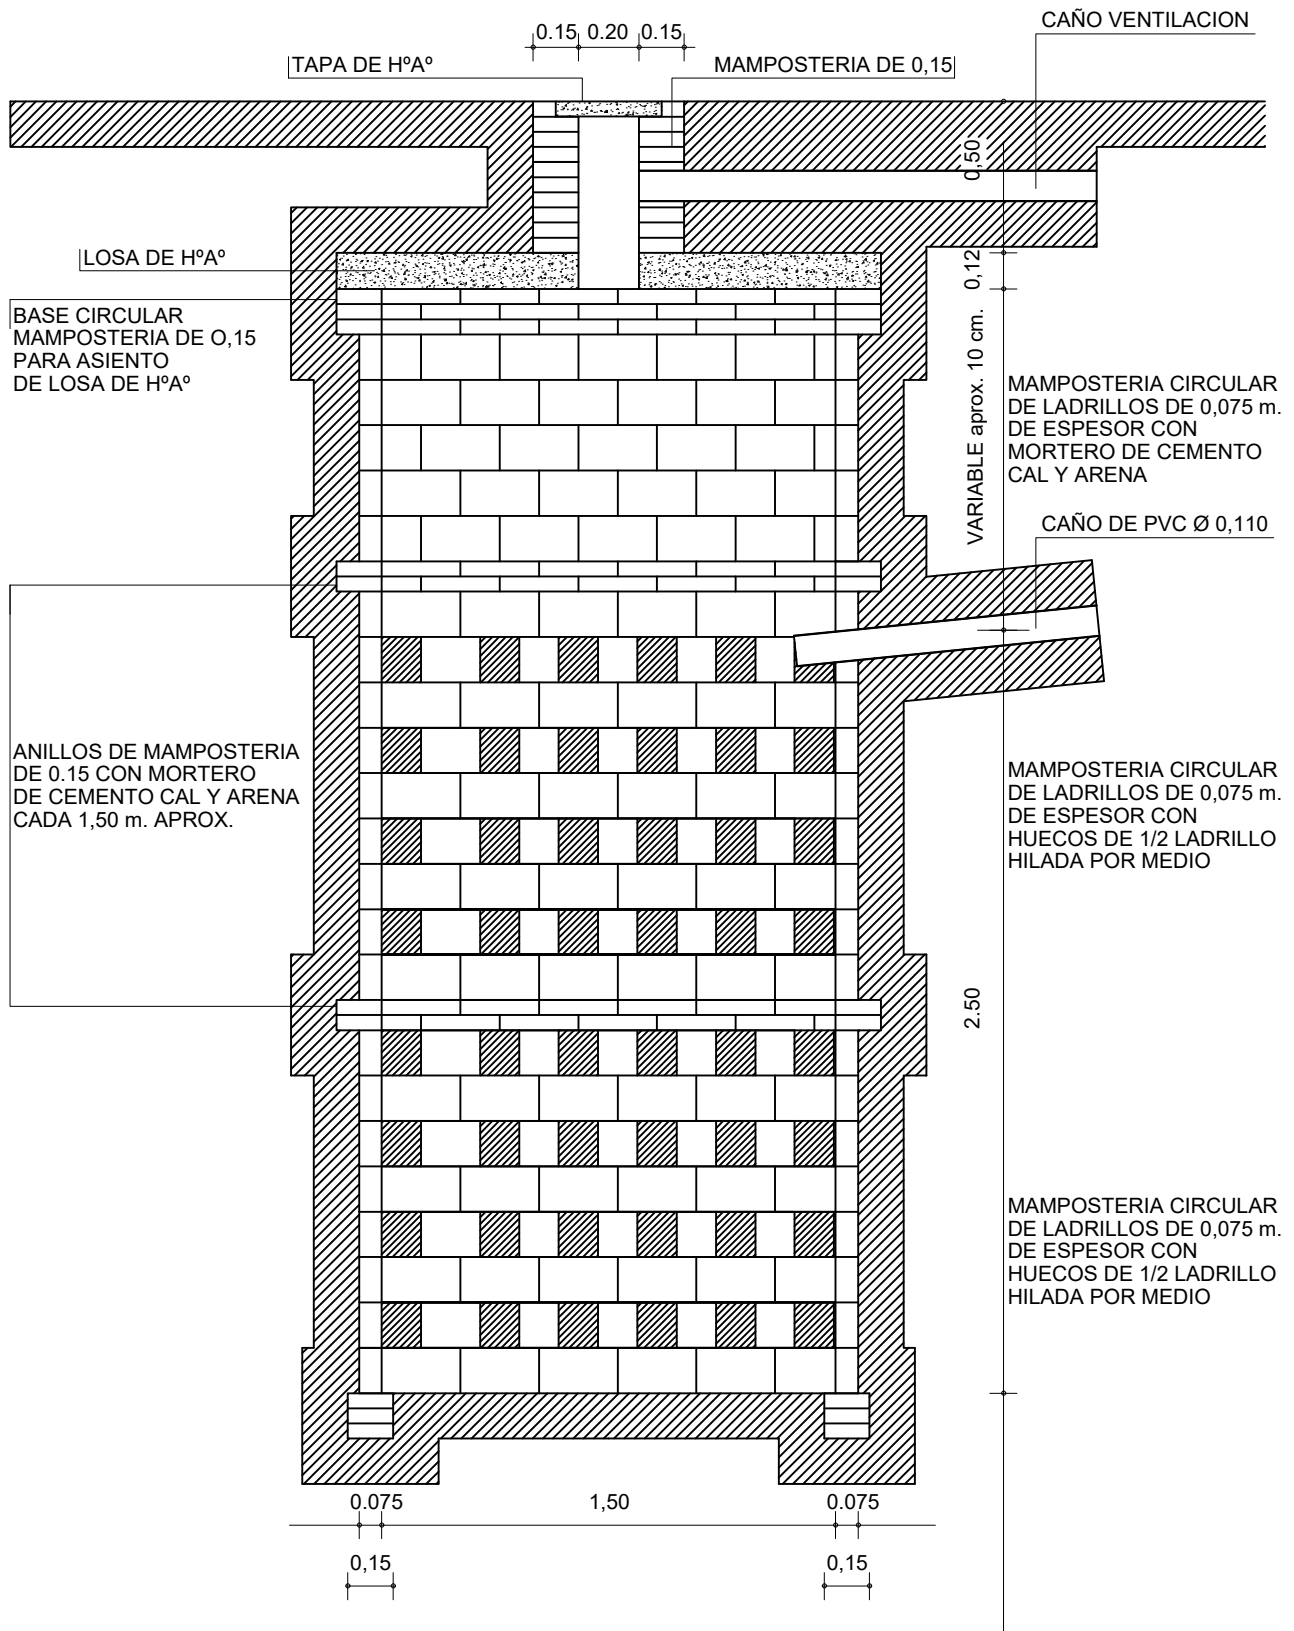 CAÑO VENTILACION
0.15 0.20 0.15
TAPA DE HºAº
MAMPOSTERIA DE 0,15
0,50
LOSA DE HºAº
0,12
BASE CIRCULAR
MAMPOSTERIA DE O,15
PARA ASIENTO
DE LOSA DE HºAº
VARIABLE aprox. 10 cm.
MAMPOSTERIA CIRCULAR
DE LADRILLOS DE 0,075 m.
DE ESPESOR CON
MORTERO DE CEMENTO
CAL Y ARENA
CAÑO DE PVC Ø 0,110
ANILLOS DE MAMPOSTERIA
DE 0.15 CON MORTERO
DE CEMENTO CAL Y ARENA
CADA 1,50 m. APROX.
MAMPOSTERIA CIRCULAR
DE LADRILLOS DE 0,075 m.
DE ESPESOR CON
HUECOS DE 1/2 LADRILLO
HILADA POR MEDIO
2.50
MAMPOSTERIA CIRCULAR
DE LADRILLOS DE 0,075 m.
DE ESPESOR CON
HUECOS DE 1/2 LADRILLO
HILADA POR MEDIO
0.075 1,50 0.075
0,15 0,15